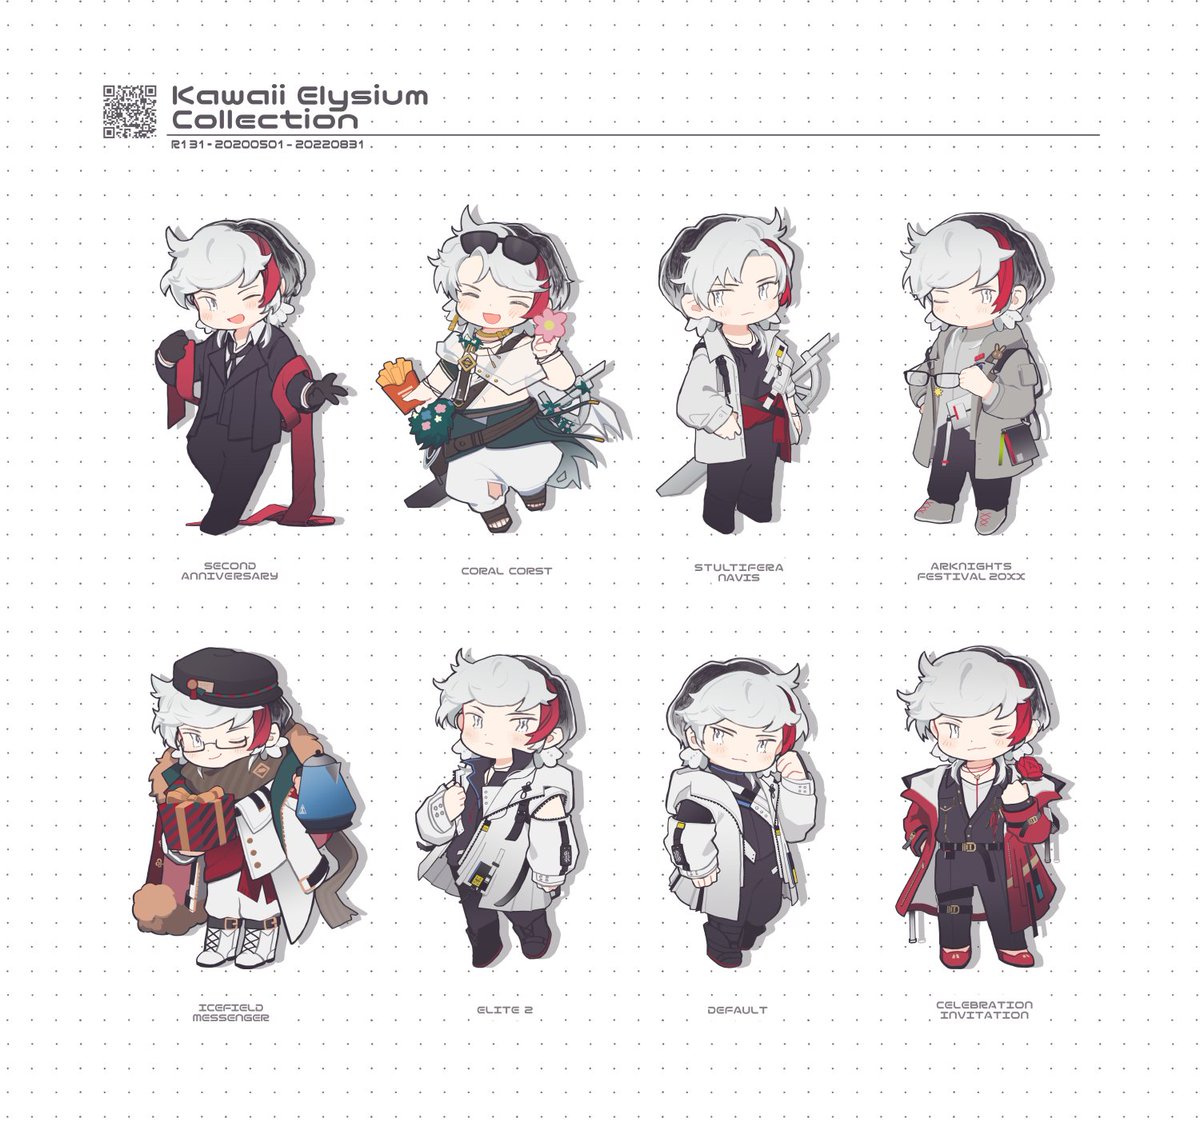 Kawaii Elysium
Collection
R131-20200501-20220831
SECOND
ANNIVERSARY
CORAL CORST
STULTIFERA
NAVIS
ARKNIGHTS
FESTIVAL 20XX
ICEFIELD
MESSENGER
ELITE 2
DEFAULT
CELEBRATION
INVITATION